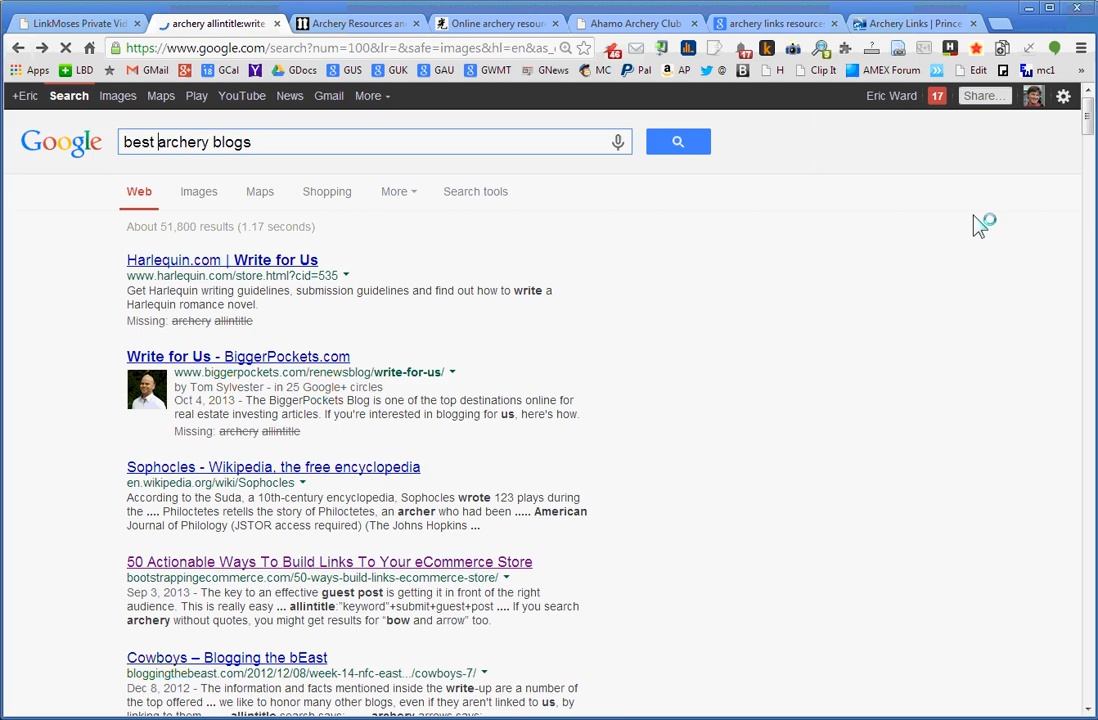 LinkMoses Private Vid
archery allintitle:write
Archery Resources an
Online archery resour
Ahamo Archery Club
archery links resource
Archery Links | Prince
https://www.google.com/search?num=100&lr=&safe=images&hl=en&as_
Apps
LBD
GMail
GCal
GDocs
GUS
GUK
GAU
GWMT
GNews
MC
Pal
AP
@
H
Clip It
AMEX Forum
Edit
mc1
»
+Eric Search Images Maps Play YouTube News Gmail More
Eric Ward 17 Share...
Google
best archery blogs
Web Images Maps Shopping More Search tools
About 51,800 results (1.17 seconds)
Harlequin.com | Write for Us
www.harlequin.com/store.html?cid=535
Get Harlequin writing guidelines, submission guidelines and find out how to write a
Harlequin romance novel.
Missing: archery allintitle
Write for Us - BiggerPockets.com
www.biggerpockets.com/renewsblog/write-for-us/
by Tom Sylvester - in 25 Google+ circles
Oct 4, 2013 - The BiggerPockets Blog is one of the top destinations online for
real estate investing articles. If you're interested in blogging for us, here's how.
Missing: archery allintitle
Sophocles - Wikipedia, the free encyclopedia
en.wikipedia.org/wiki/Sophocles
According to the Suda, a 10th-century encyclopedia, Sophocles wrote 123 plays during
the .... Philoctetes retells the story of Philoctetes, an archer who had been ..... American
Journal of Philology (JSTOR access required) (The Johns Hopkins ...
50 Actionable Ways To Build Links To Your eCommerce Store
bootstrappingecommerce.com/50-ways-build-links-ecommerce-store/
Sep 3, 2013 - The key to an effective guest post is getting it in front of the right
audience. This is really easy ... allintitle:"keyword"+submit+guest+post .... If you search
archery without quotes, you might get results for "bow and arrow" too.
Cowboys – Blogging the bEast
bloggingthebeast.com/2012/12/08/week-14-nfc-east.../cowboys-7/
Dec 8, 2012 - The information and facts mentioned inside the write-up are a number of
the top offered ... we like to honor many other blogs, even if they aren't linked to us, by
linking to them ... allintitle search says: ... archery arrows says: